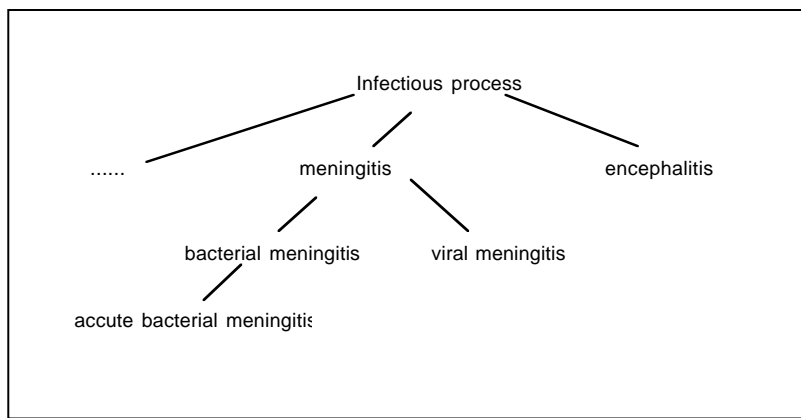 Infectious process
...... meningitis encephalitis
bacterial meningitis viral meningitis
accute bacterial meningitis